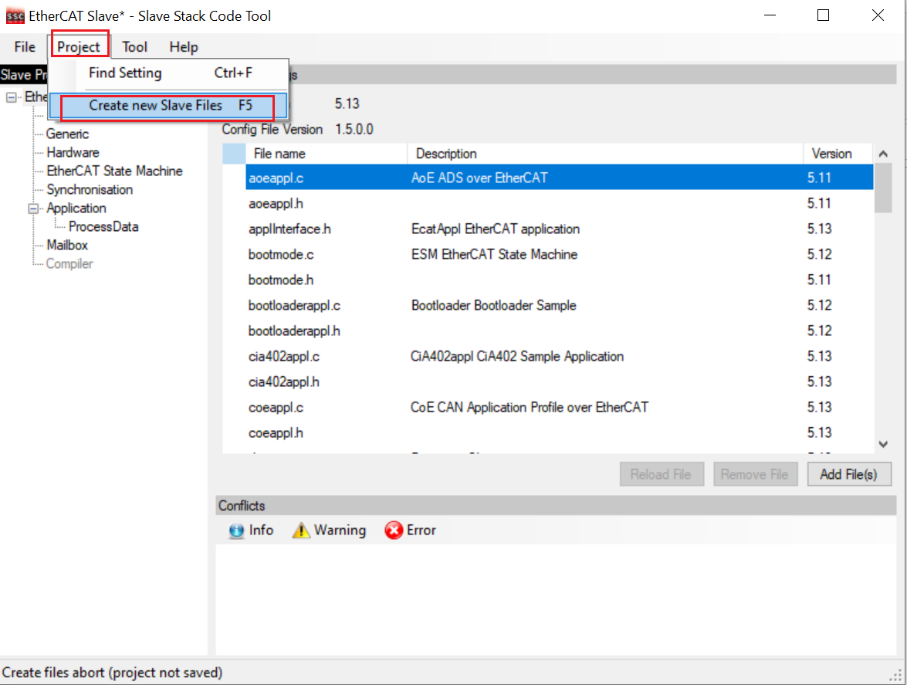 SSC EtherCAT Slave* - Slave Stack Code Tool
File Project Tool Help
Find Setting Ctrl+F
Create new Slave Files F5
Slave Pr
Ethe
Generic
Hardware
EtherCAT State Machine
Synchronisation
Application
ProcessData
Mailbox
Compiler
gs
5.13
Config File Version 1.5.0.0
File name Description Version
aoeappl.c AoE ADS over EtherCAT 5.11
aoeappl.h 5.11
applInterface.h EcatAppl EtherCAT application 5.13
bootmode.c ESM EtherCAT State Machine 5.12
bootmode.h 5.11
bootloaderappl.c Bootloader Bootloader Sample 5.12
bootloaderappl.h 5.12
cia402appl.c CiA402appl CiA402 Sample Application 5.13
cia402appl.h 5.13
coeappl.c CoE CAN Application Profile over EtherCAT 5.13
coeappl.h 5.13
Reload File Remove File Add File(s)
Conflicts
Info Warning Error
Create files abort (project not saved)